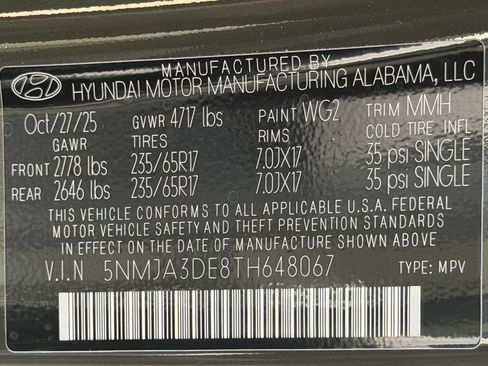 MANUFACTURED BY
HYUNDAI MOTOR MANUFACTURING ALABAMA, LLC
Oct/27/25 GVWR 4717 lbs PAINT WG2 TRIM MMH
GAWR TIRES RIMS COLD TIRE INFL
FRONT 2778 lbs 235/65R17 7.0JX17 35 psi SINGLE
REAR 2646 lbs 235/65R17 7.0JX17 35 psi SINGLE
THIS VEHICLE CONFORMS TO ALL APPLICABLE U.S.A. FEDERAL
MOTOR VEHICLE SAFETY AND THEFT PREVENTION STANDARDS
IN EFFECT ON THE DATE OF MANUFACTURE SHOWN ABOVE.
V.I.N 5NMJA3DE8TH648067 TYPE: MPV